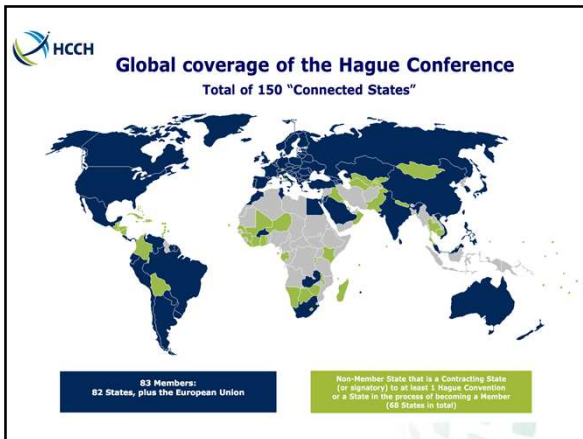 HCCH
Global coverage of the Hague Conference
Total of 150 "Connected States"
83 Members:
82 States, plus the European Union
Non-Member State that is a Contracting State
(or signatory) to at least 1 Hague Convention
or a State in the process of becoming a Member
(68 States in total)